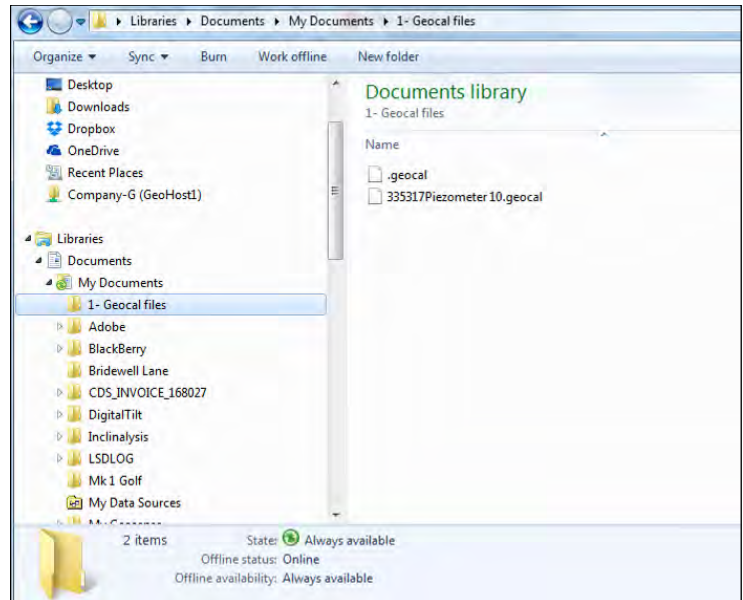 Libraries Documents My Documents 1- Geocal files
Organize Sync Burn Work offline New folder
Desktop
Downloads
Dropbox
OneDrive
Recent Places
Company-G (GeoHost1)
Libraries
Documents
My Documents
1- Geocal files
Adobe
BlackBerry
Bridewell Lane
CDS_INVOICE_168027
DigitalTilt
Inclinalysis
LSDLOG
Mk 1 Golf
My Data Sources
Documents library
1- Geocal files
Name
.geocal
335317Piezometer 10.geocal
2 items State: Always available
Offline status: Online
Offline availability: Always available